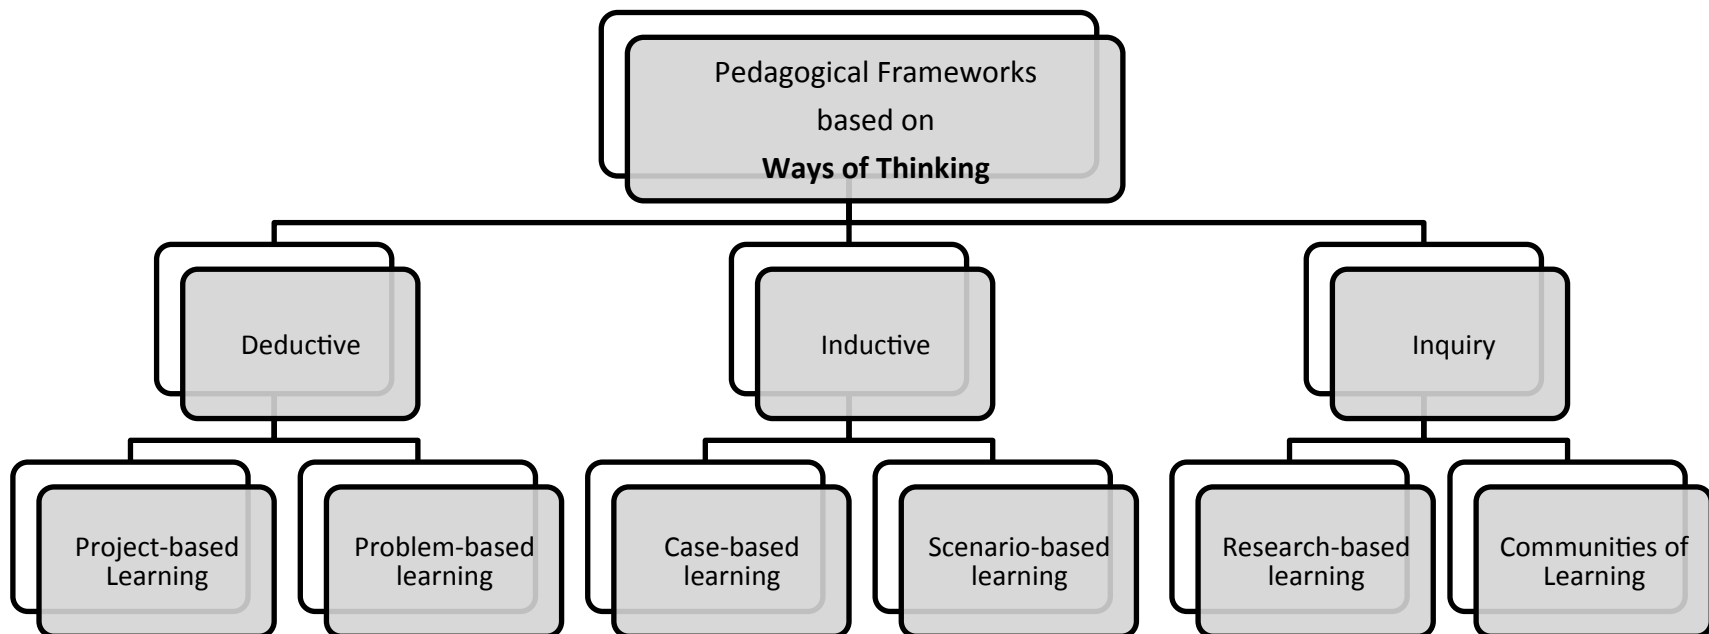 Pedagogical Frameworks
based on
Ways of Thinking
Deductive
Inductive
Inquiry
Project-based
Learning
Problem-based
learning
Case-based
learning
Scenario-based
learning
Research-based
learning
Communities of
Learning